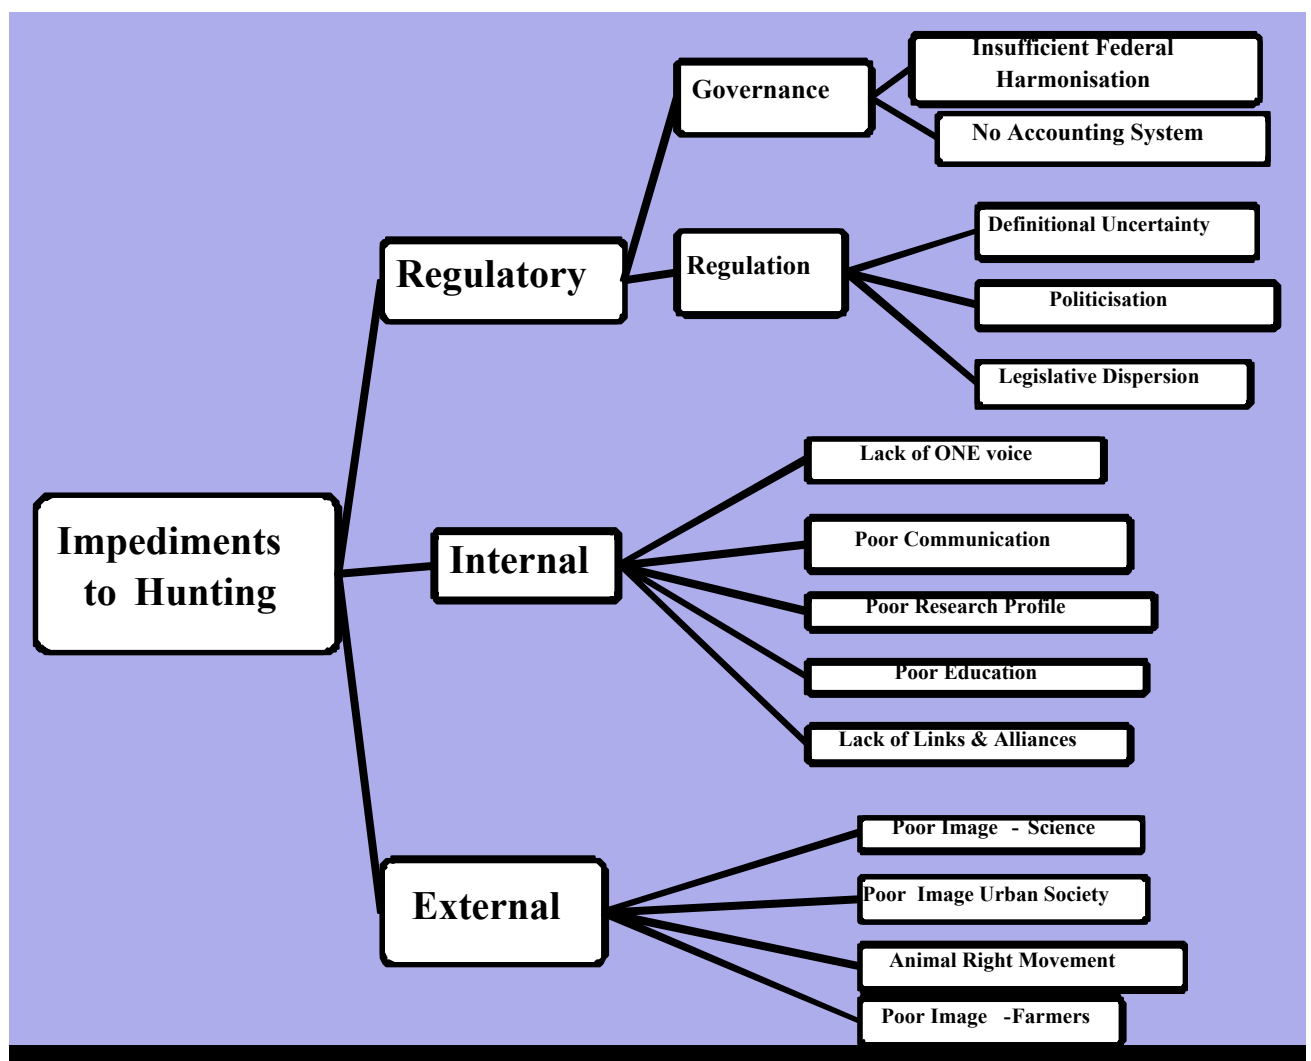 Impediments
to Hunting
Regulatory
Governance
Insufficient Federal
Harmonisation
No Accounting System
Regulation
Definitional Uncertainty
Politicisation
Legislative Dispersion
Internal
Lack of ONE voice
Poor Communication
Poor Research Profile
Poor Education
Lack of Links & Alliances
External
Poor Image - Science
Poor Image Urban Society
Animal Right Movement
Poor Image -Farmers